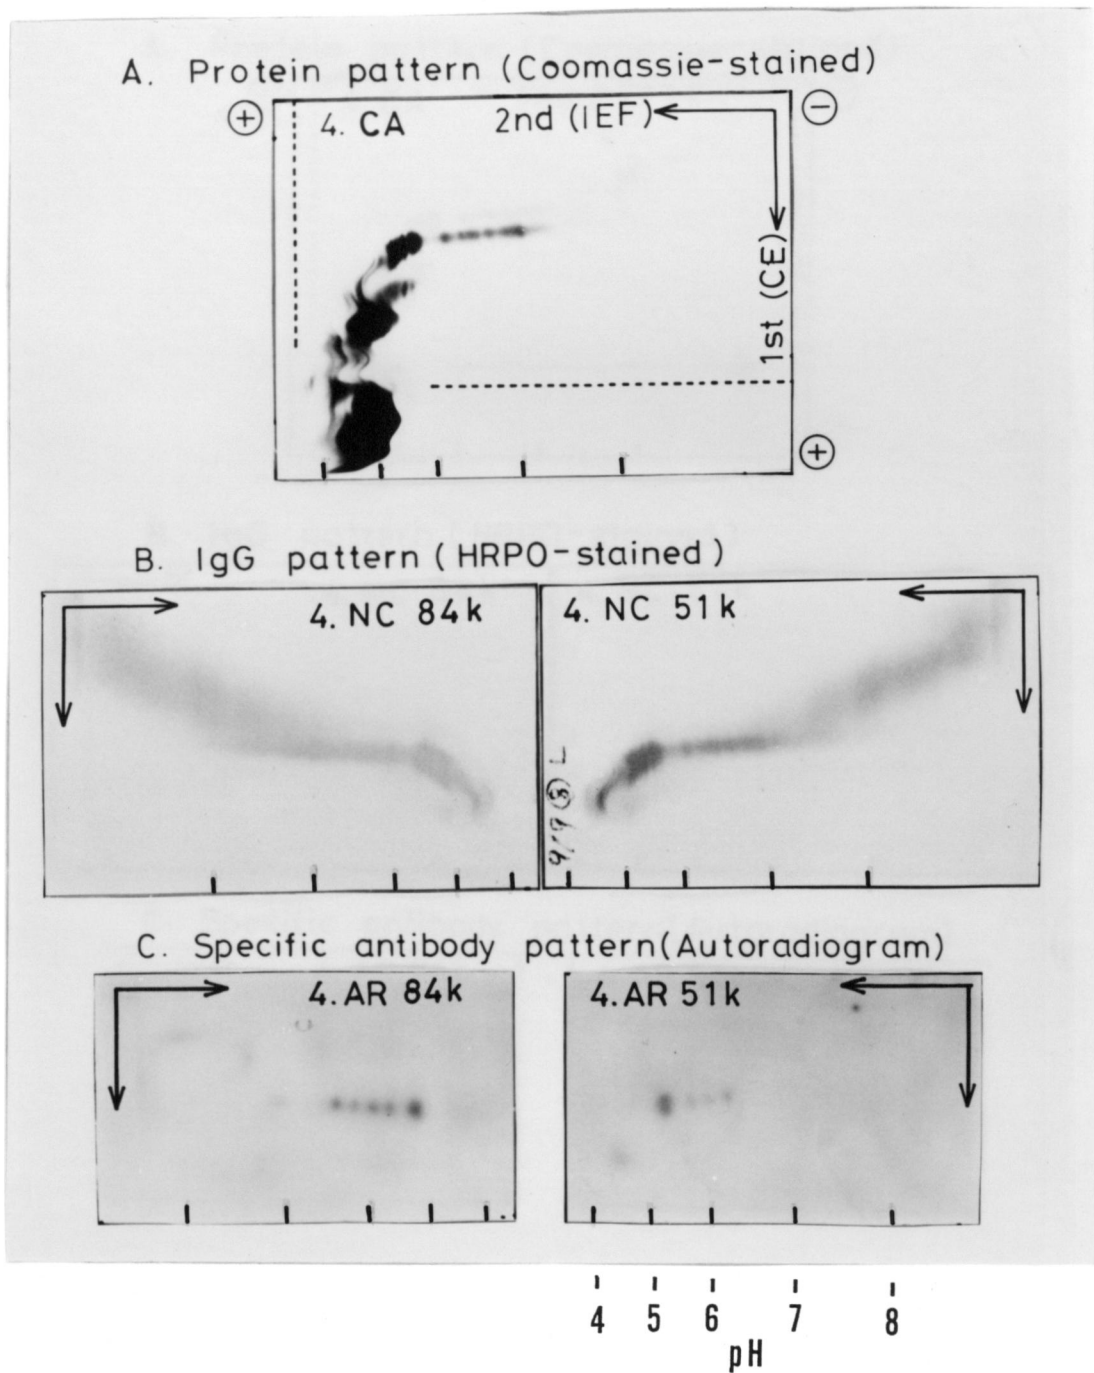 A. Protein pattern (Coomassie-stained)
+ 4. CA 2nd (IEF) −
1st (CE)
+
B. IgG pattern (HRPO-stained)
4. NC 84k
4. NC 51k
C. Specific antibody pattern (Autoradiogram)
4. AR 84k
4. AR 51k
4 5 6 7 8
pH